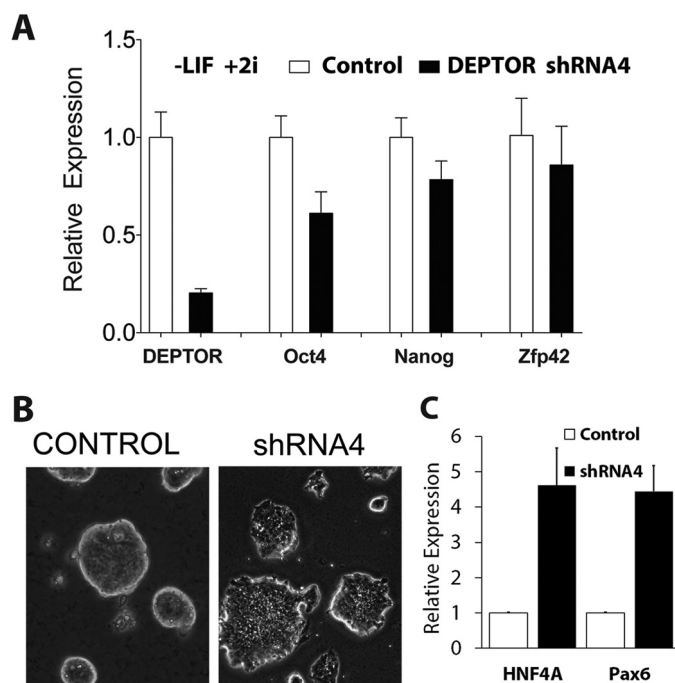 A
1.5
-LIF +2i Control DEPTOR shRNA4
1.0
0.5
0.0
Relative Expression
DEPTOR Oct4 Nanog Zfp42
B
CONTROL shRNA4
C
6
5
4
3
2
1
0
Relative Expression
Control
shRNA4
HNF4A Pax6